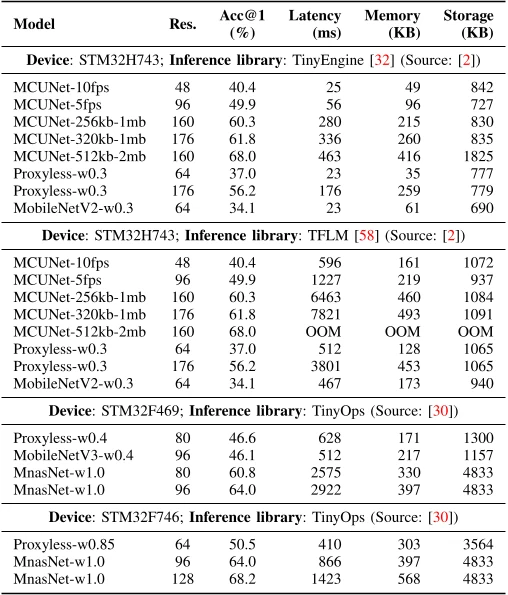 Model Res. Acc@1 (%) Latency (ms) Memory (KB) Storage (KB)
Device: STM32H743; Inference library: TinyEngine [32] (Source: [2])
MCUNet-10fps 48 40.4 25 49 842
MCUNet-5fps 96 49.9 56 96 727
MCUNet-256kb-1mb 160 60.3 280 215 830
MCUNet-320kb-1mb 176 61.8 336 260 835
MCUNet-512kb-2mb 160 68.0 463 416 1825
Proxyless-w0.3 64 37.0 23 35 777
Proxyless-w0.3 176 56.2 176 259 779
MobileNetV2-w0.3 64 34.1 23 61 690
Device: STM32H743; Inference library: TFLM [58] (Source: [2])
MCUNet-10fps 48 40.4 596 161 1072
MCUNet-5fps 96 49.9 1227 219 937
MCUNet-256kb-1mb 160 60.3 6463 460 1084
MCUNet-320kb-1mb 176 61.8 7821 493 1091
MCUNet-512kb-2mb 160 68.0 OOM OOM OOM
Proxyless-w0.3 64 37.0 512 128 1065
Proxyless-w0.3 176 56.2 3801 453 1065
MobileNetV2-w0.3 64 34.1 467 173 940
Device: STM32F469; Inference library: TinyOps (Source: [30])
Proxyless-w0.4 80 46.6 628 171 1300
MobileNetV3-w0.4 96 46.1 512 217 1157
MnasNet-w1.0 80 60.8 2575 330 4833
MnasNet-w1.0 96 64.0 2922 397 4833
Device: STM32F746; Inference library: TinyOps (Source: [30])
Proxyless-w0.85 64 50.5 410 303 3564
MnasNet-w1.0 96 64.0 866 397 4833
MnasNet-w1.0 128 68.2 1423 568 4833